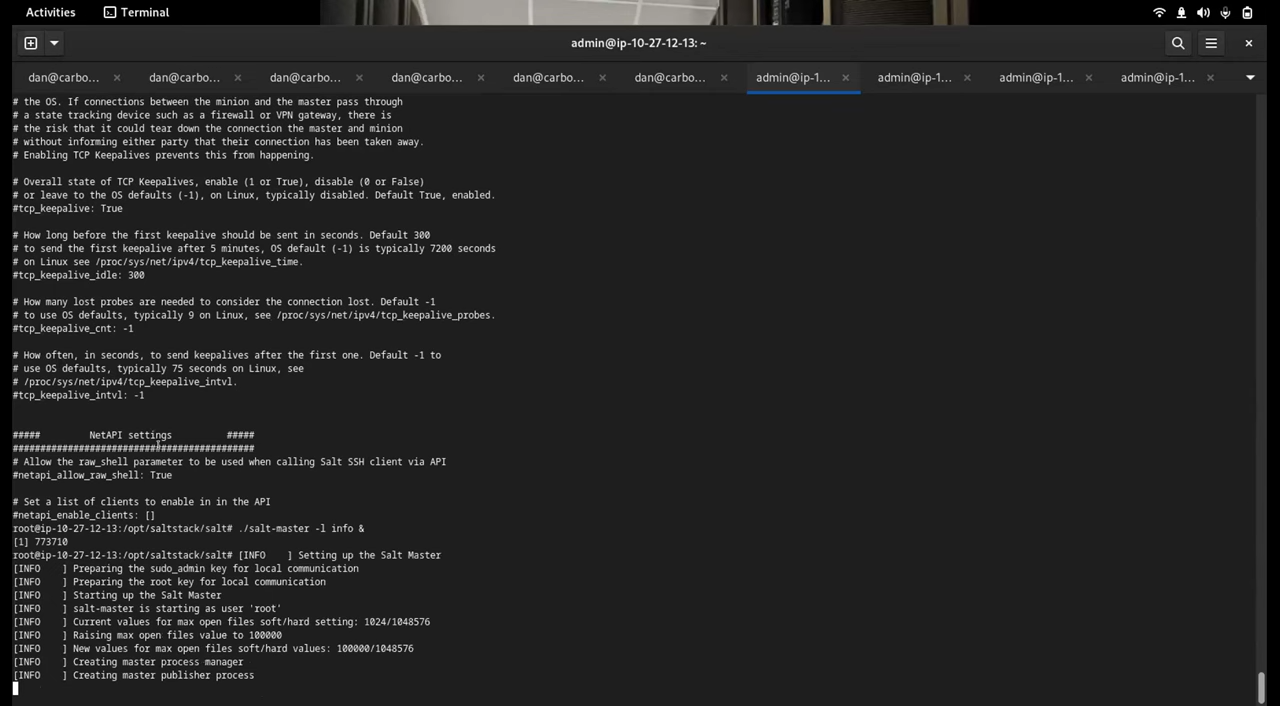 Activities Terminal
admin@ip-10-27-12-13: ~
dan@carbo... dan@carbo... dan@carbo... dan@carbo... dan@carbo... dan@carbo... admin@ip-1... admin@ip-1... admin@ip-1... admin@ip-1...
# the OS. If connections between the minion and the master pass through
# a state tracking device such as a firewall or VPN gateway, there is
# the risk that it could tear down the connection the master and minion
# without informing either party that their connection has been taken away.
# Enabling TCP Keepalives prevents this from happening.
# Overall state of TCP Keepalives, enable (1 or True), disable (0 or False)
# or leave to the OS defaults (-1), on Linux, typically disabled. Default True, enabled.
#tcp_keepalive: True
# How long before the first keepalive should be sent in seconds. Default 300
# to send the first keepalive after 5 minutes, OS default (-1) is typically 7200 seconds
# on Linux see /proc/sys/net/ipv4/tcp_keepalive_time.
#tcp_keepalive_idle: 300
# How many lost probes are needed to consider the connection lost. Default -1
# to use OS defaults, typically 9 on Linux, see /proc/sys/net/ipv4/tcp_keepalive_probes.
#tcp_keepalive_cnt: -1
# How often, in seconds, to send keepalives after the first one. Default -1 to
# use OS defaults, typically 75 seconds on Linux, see
# /proc/sys/net/ipv4/tcp_keepalive_intvl.
#tcp_keepalive_intvl: -1
##### NetAPI settings #####
############################################
# Allow the raw_shell parameter to be used when calling Salt SSH client via API
#netapi_allow_raw_shell: True
# Set a list of clients to enable in in the API
#netapi_enable_clients: []
root@ip-10-27-12-13:/opt/saltstack/salt# ./salt-master -l info &
[1] 773710
root@ip-10-27-12-13:/opt/saltstack/salt# [INFO ] Setting up the Salt Master
[INFO ] Preparing the sudo_admin key for local communication
[INFO ] Preparing the root key for local communication
[INFO ] Starting up the Salt Master
[INFO ] salt-master is starting as user 'root'
[INFO ] Current values for max open files soft/hard setting: 1024/1048576
[INFO ] Raising max open files value to 100000
[INFO ] New values for max open files soft/hard values: 100000/1048576
[INFO ] Creating master process manager
[INFO ] Creating master publisher process